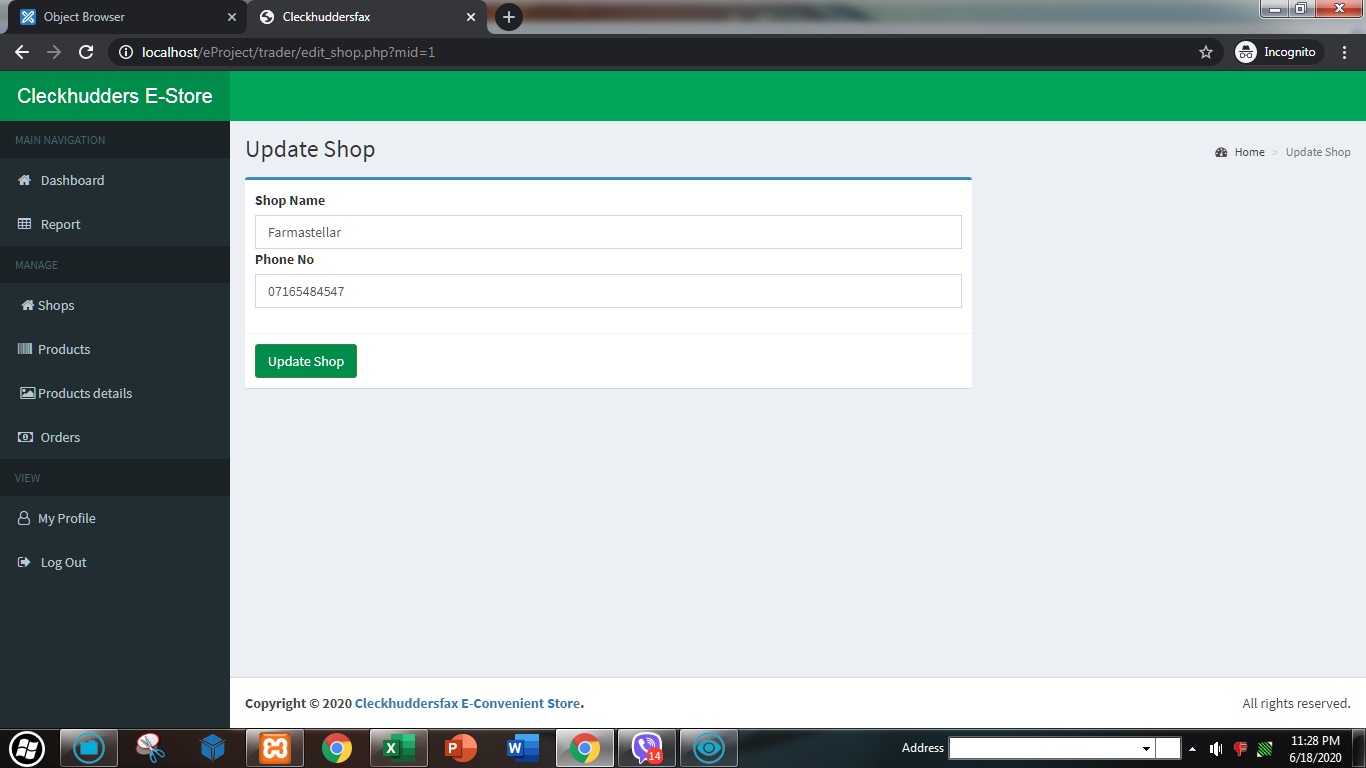 Object Browser
Cleckhuddersfax
localhost/eProject/trader/edit_shop.php?mid=1
Incognito
Cleckhudders E-Store
MAIN NAVIGATION
Dashboard
Report
MANAGE
Shops
Products
Products details
Orders
VIEW
My Profile
Log Out
Update Shop
Home > Update Shop
Shop Name
Farmastellar
Phone No
07165484547
Update Shop
Copyright © 2020 Cleckhuddersfax E-Convenient Store.
All rights reserved.
14
Address
11:28 PM
6/18/2020